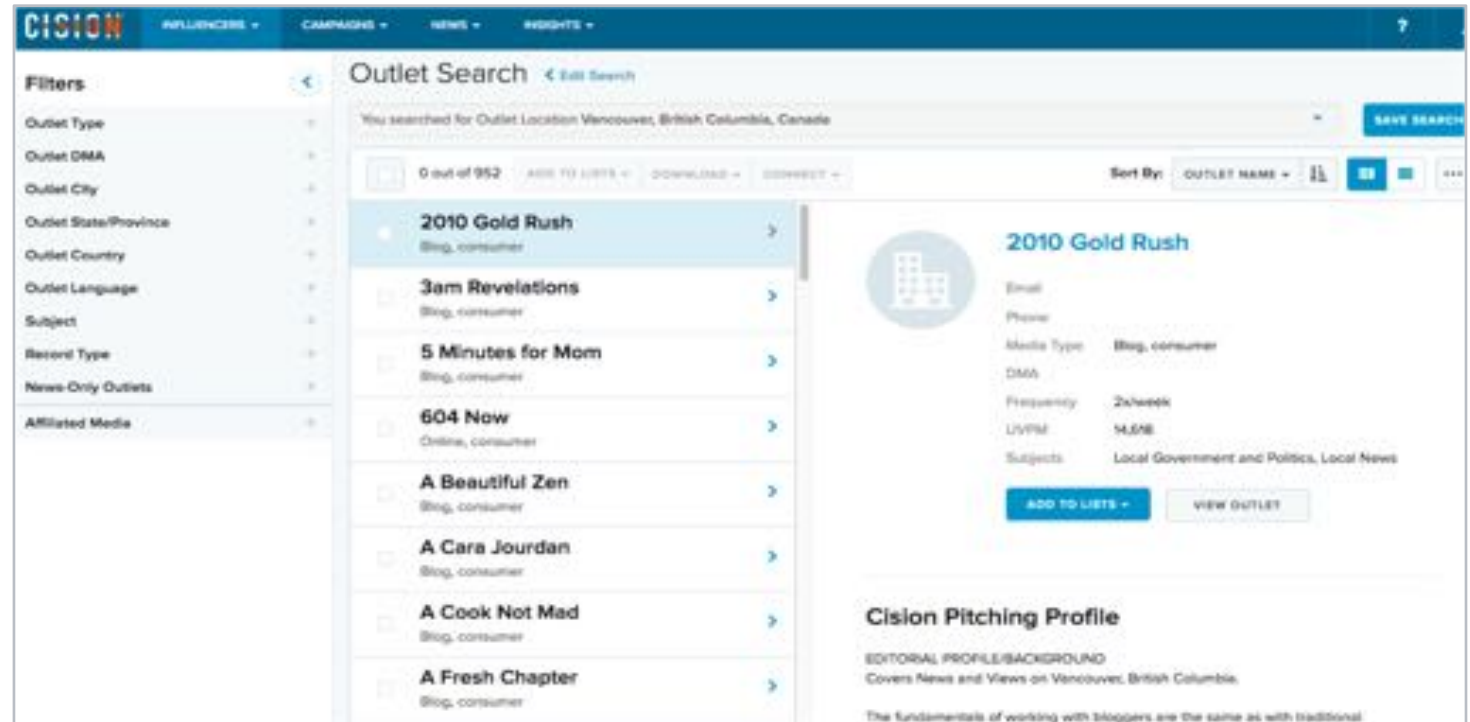 CISION INFLUENCERS CAMPAIGNS NEWS INSIGHTS ?
Filters
Outlet Type
Outlet DMA
Outlet City
Outlet State/Province
Outlet Country
Outlet Language
Subject
Record Type
News-Only Outlets
Affiliated Media
Outlet Search < Edit Search
You searched for Outlet Location Vancouver, British Columbia, Canada
SAVE SEARCH
0 out of 952 ADD TO LISTS DOWNLOAD CONNECT
Sort By: OUTLET NAME
2010 Gold Rush
Blog, consumer
3am Revelations
Blog, consumer
5 Minutes for Mom
Blog, consumer
604 Now
Online, consumer
A Beautiful Zen
Blog, consumer
A Cara Jourdan
Blog, consumer
A Cook Not Mad
Blog, consumer
A Fresh Chapter
Blog, consumer
2010 Gold Rush
Email
Phone
Media Type Blog, consumer
DMA
Frequency 2x/week
UVPM 14,618
Subjects Local Government and Politics, Local News
ADD TO LISTS VIEW OUTLET
Cision Pitching Profile
EDITORIAL PROFILE/BACKGROUND
Covers News and Views on Vancouver, British Columbia.
The fundamentals of working with bloggers are the same as with traditional